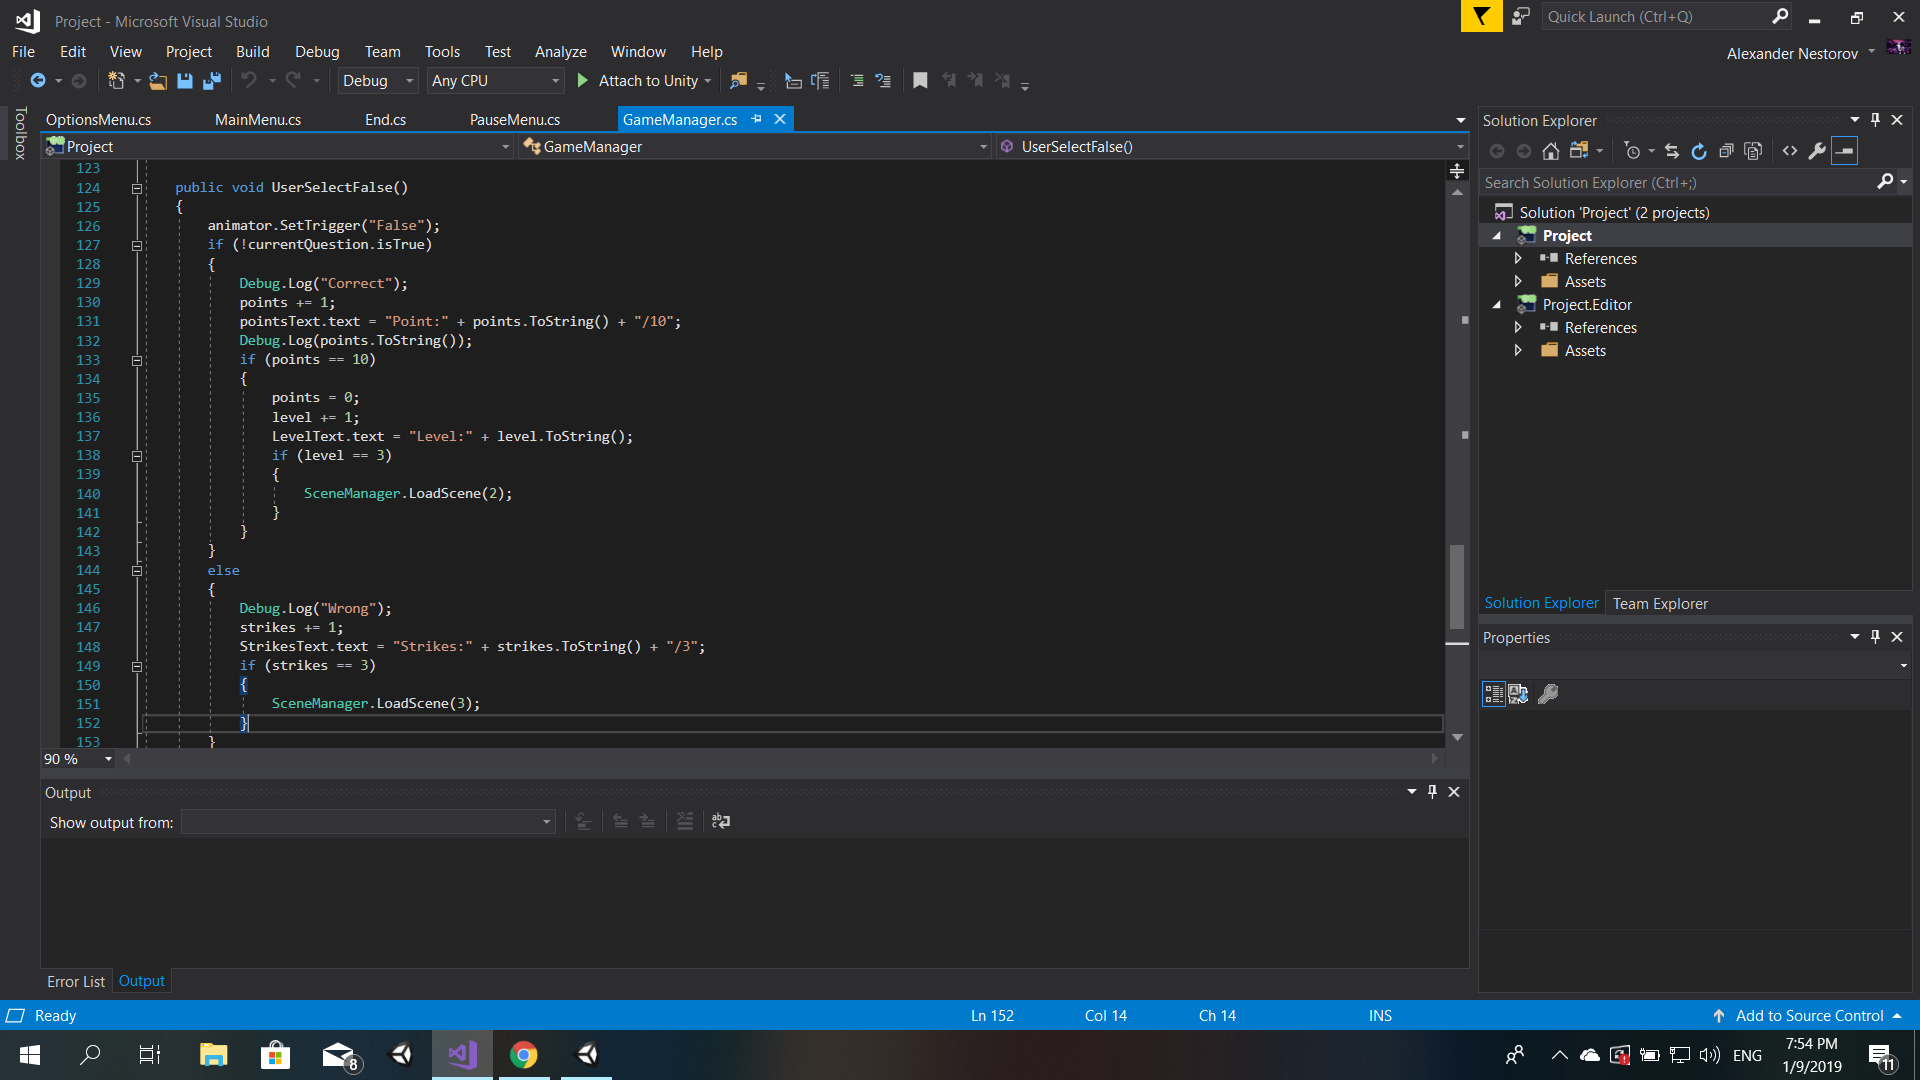 Project - Microsoft Visual Studio
Quick Launch (Ctrl+Q)
File Edit View Project Build Debug Team Tools Test Analyze Window Help
Alexander Nestorov
Debug Any CPU Attach to Unity
Toolbox
OptionsMenu.cs MainMenu.cs End.cs PauseMenu.cs GameManager.cs
Project GameManager UserSelectFalse()
123
124 public void UserSelectFalse()
125 {
126 animator.SetTrigger("False");
127 if (!currentQuestion.isTrue)
128 {
129 Debug.Log("Correct");
130 points += 1;
131 pointsText.text = "Point:" + points.ToString() + "/10";
132 Debug.Log(points.ToString());
133 if (points == 10)
134 {
135 points = 0;
136 level += 1;
137 LevelText.text = "Level:" + level.ToString();
138 if (level == 3)
139 {
140 SceneManager.LoadScene(2);
141 }
142 }
143 }
144 else
145 {
146 Debug.Log("Wrong");
147 strikes += 1;
148 StrikesText.text = "Strikes:" + strikes.ToString() + "/3";
149 if (strikes == 3)
150 {
151 SceneManager.LoadScene(3);
152 }
153 }
90 %
Output
Show output from:
Error List Output
Solution Explorer
Search Solution Explorer (Ctrl+;)
Solution 'Project' (2 projects)
Project
References
Assets
Project.Editor
References
Assets
Solution Explorer Team Explorer
Properties
Ready Ln 152 Col 14 Ch 14 INS Add to Source Control
8
ENG
7:54 PM
1/9/2019
11